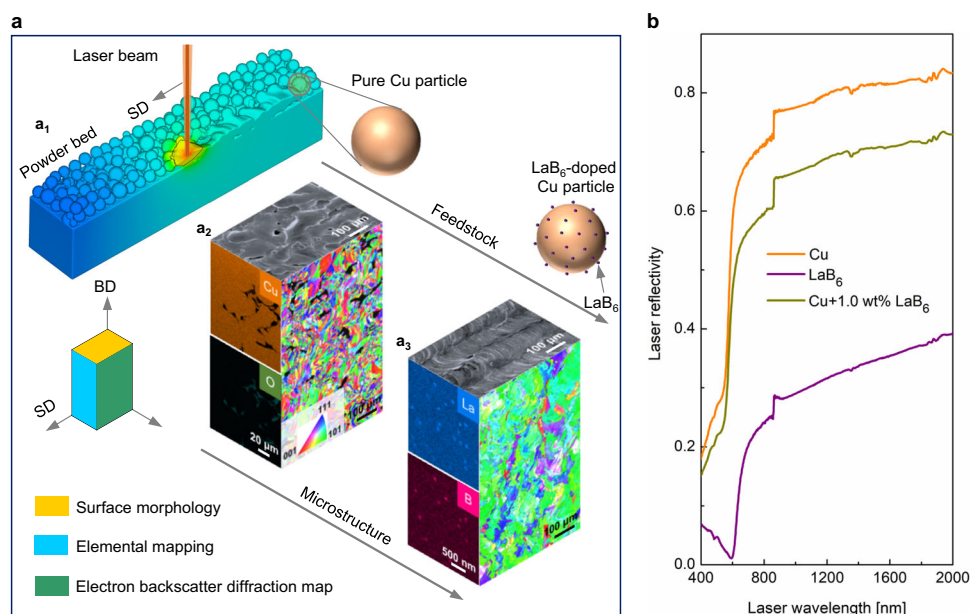 a
Laser beam
SD
Pure Cu particle
a1
Powder bed
LaB6-doped
Cu particle
Feedstock
LaB6
a2
100 μm
Cu
O
20 μm
111
001
101
100 μm
BD
SD
a3
100 μm
La
B
500 nm
100 μm
Microstructure
Surface morphology
Elemental mapping
Electron backscatter diffraction map
b
Laser reflectivity
0.8
0.6
0.4
0.2
0.0
Cu
LaB6
Cu+1.0 wt% LaB6
400
800
1200
1600
2000
Laser wavelength [nm]